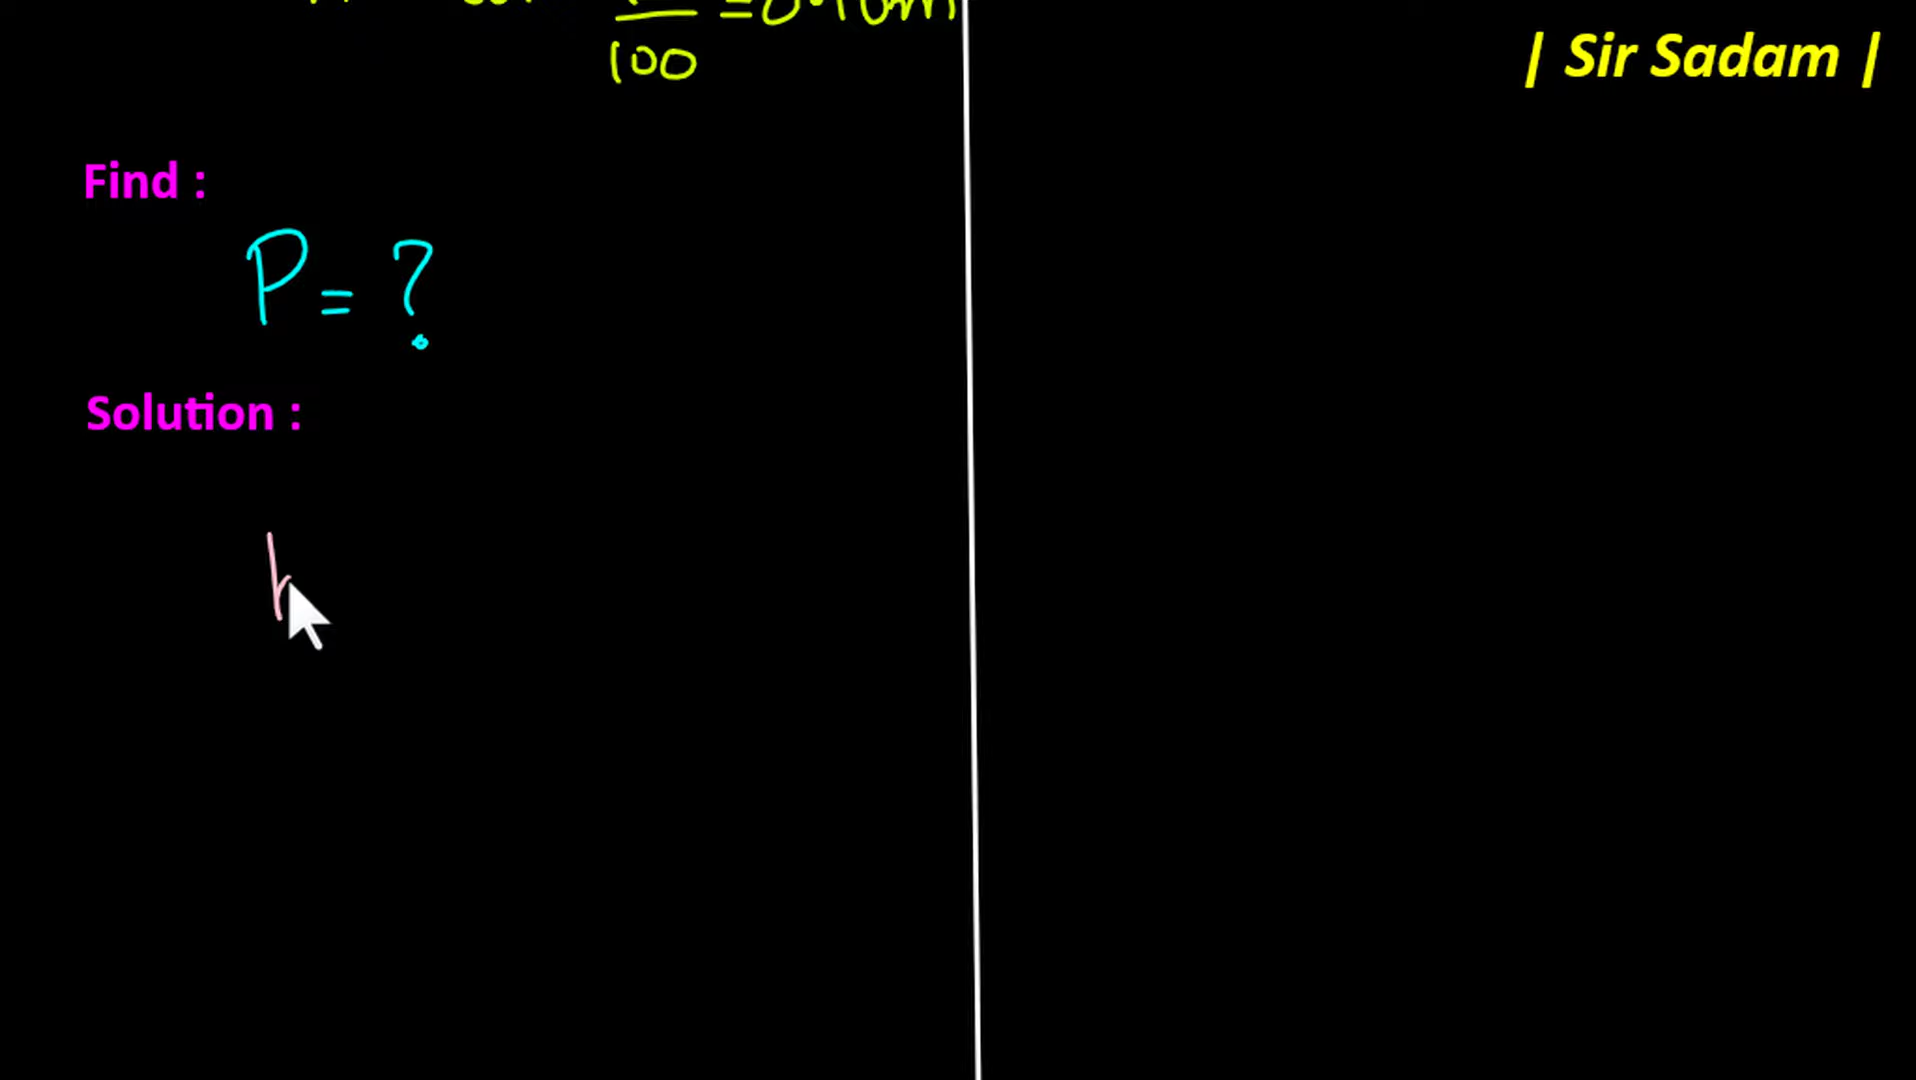 100
| Sir Sadam |
Find :
P = ?
Solution :